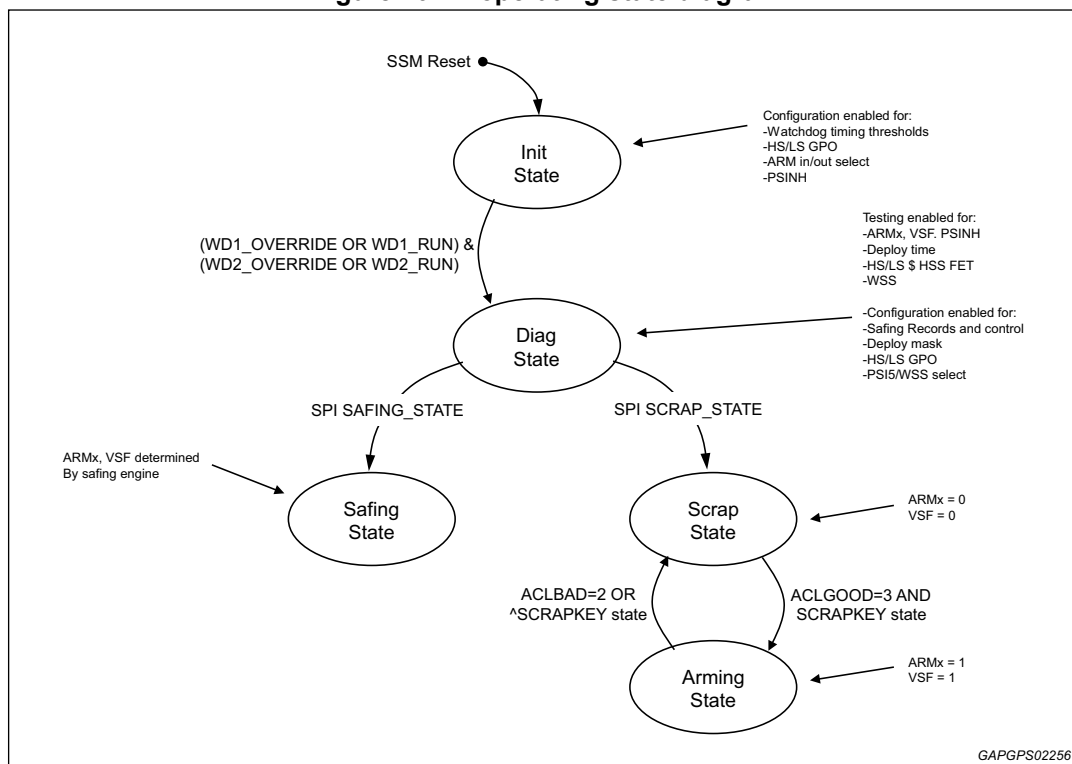 SSM Reset
Configuration enabled for:
-Watchdog timing thresholds
-HS/LS GPO
-ARM in/out select
-PSINH
Init
State
(WD1_OVERRIDE OR WD1_RUN) &
(WD2_OVERRIDE OR WD2_RUN)
Testing enabled for:
-ARMx, VSF. PSINH
-Deploy time
-HS/LS $ HSS FET
-WSS
-Configuration enabled for:
-Safing Records and control
-Deploy mask
-HS/LS GPO
-PSI5/WSS select
Diag
State
SPI SAFING_STATE
SPI SCRAP_STATE
ARMx, VSF determined
By safing engine
Safing
State
Scrap
State
ARMx = 0
VSF = 0
ACLBAD=2 OR
^SCRAPKEY state
ACLGOOD=3 AND
SCRAPKEY state
Arming
State
ARMx = 1
VSF = 1
GAPGPS02256